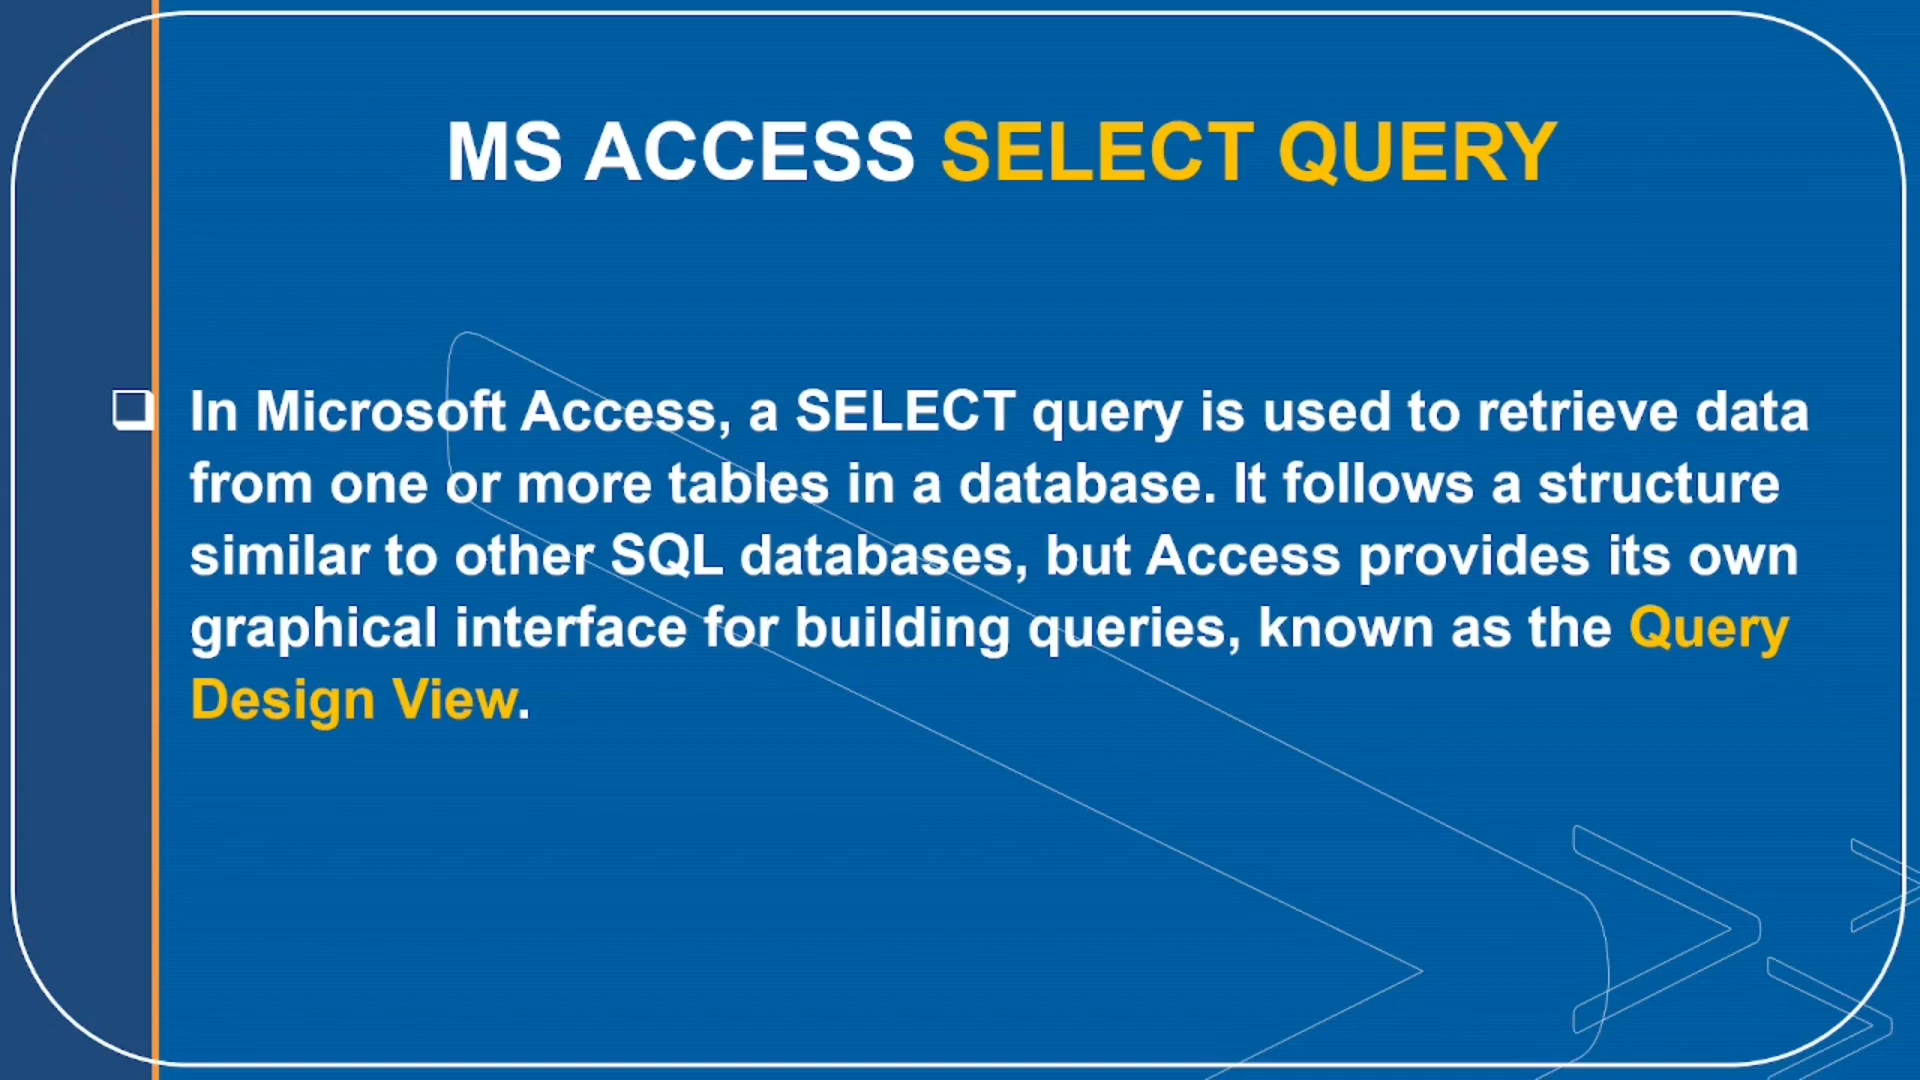 MS ACCESS SELECT QUERY
In Microsoft Access, a SELECT query is used to retrieve data
from one or more tables in a database. It follows a structure
similar to other SQL databases, but Access provides its own
graphical interface for building queries, known as the Query
Design View.